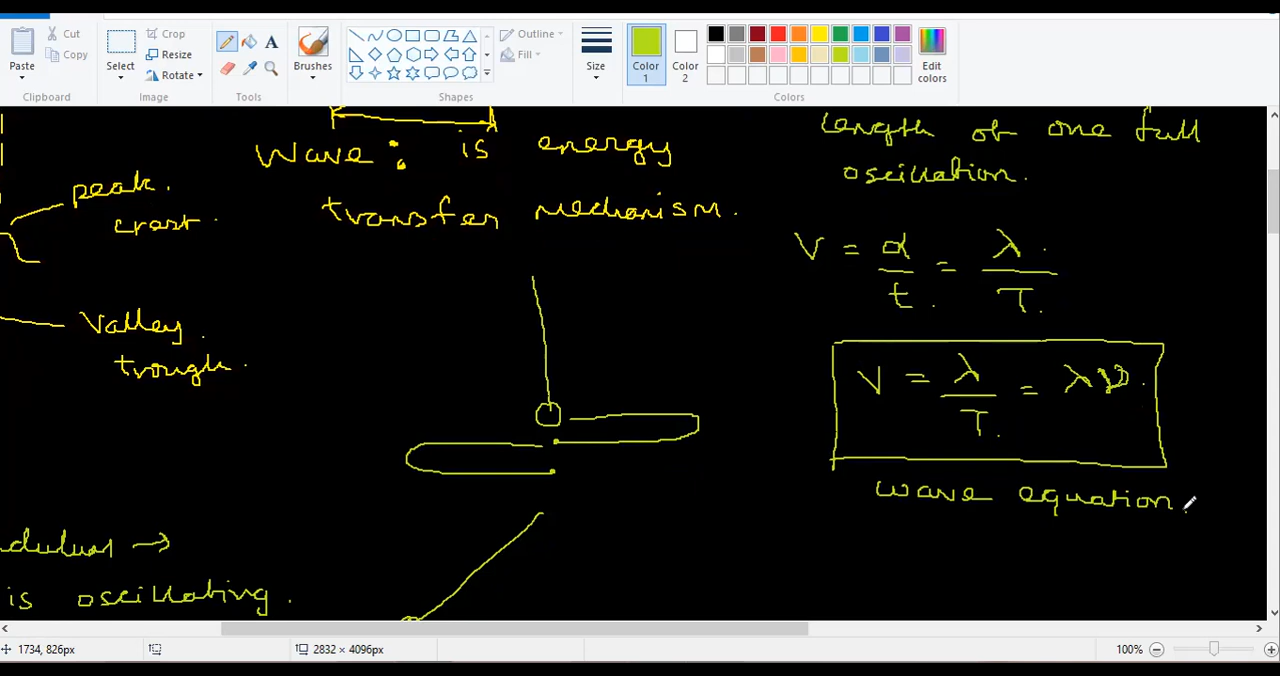 Cut
Copy
Paste
Clipboard
Select
Crop
Resize
Rotate
Image
A
Tools
Brushes
Outline
Fill
Shapes
Size
Color
1
Color
2
Edit
colors
Colors
Wave : is energy
transfer mechanism.
peak.
crest.
Valley.
trough.
dulum →
is oscillating.
length of one full
oscillation.
V = d/t = λ/T.
V = λ/T. = λν.
wave equation.
1734, 826px
2832 × 4096px
100%